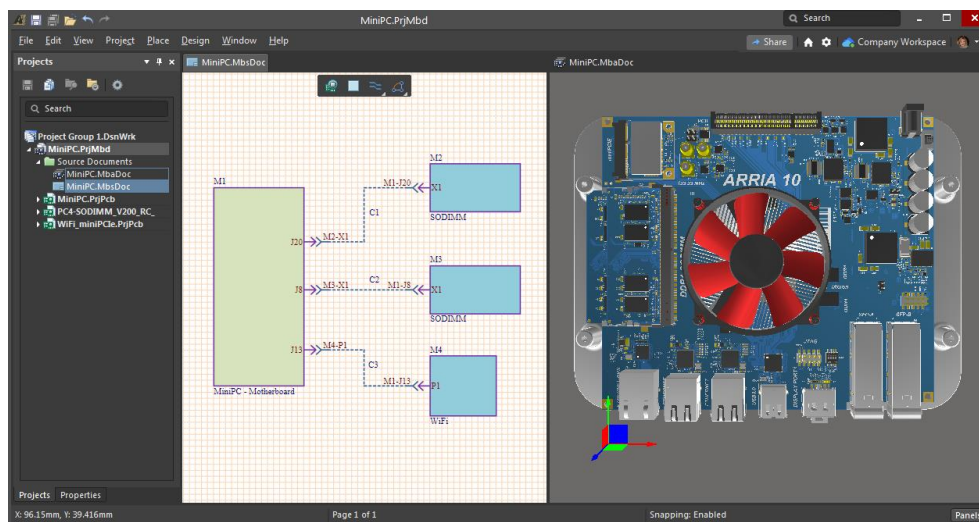 MiniPC.PrjMbd
Search
File Edit View Project Place Design Window Help
Share
Company Workspace
Projects
MiniPC.MbsDoc
MiniPC.MbaDoc
Search
Project Group 1.DsnWrk
MiniPC.PrjMbd
Source Documents
MiniPC.MbaDoc
MiniPC.MbsDoc
MiniPC.PrjPcb
PC4-SODIMM_V200_RC_
WiFi_miniPCIe.PrjPcb
M1
J20
M2-X1
C1
M1-J20
M2
X1
SODIMM
J8
M3-X1
C2
M1-J8
M3
X1
SODIMM
J13
M4-P1
C3
M1-J13
M4
P1
WiFi
MiniPC - Motherboard
ARRIA 10
DISPLAY PORT
Projects Properties
X: 96.15mm, Y: 39.416mm
Page 1 of 1
Snapping: Enabled
Panels